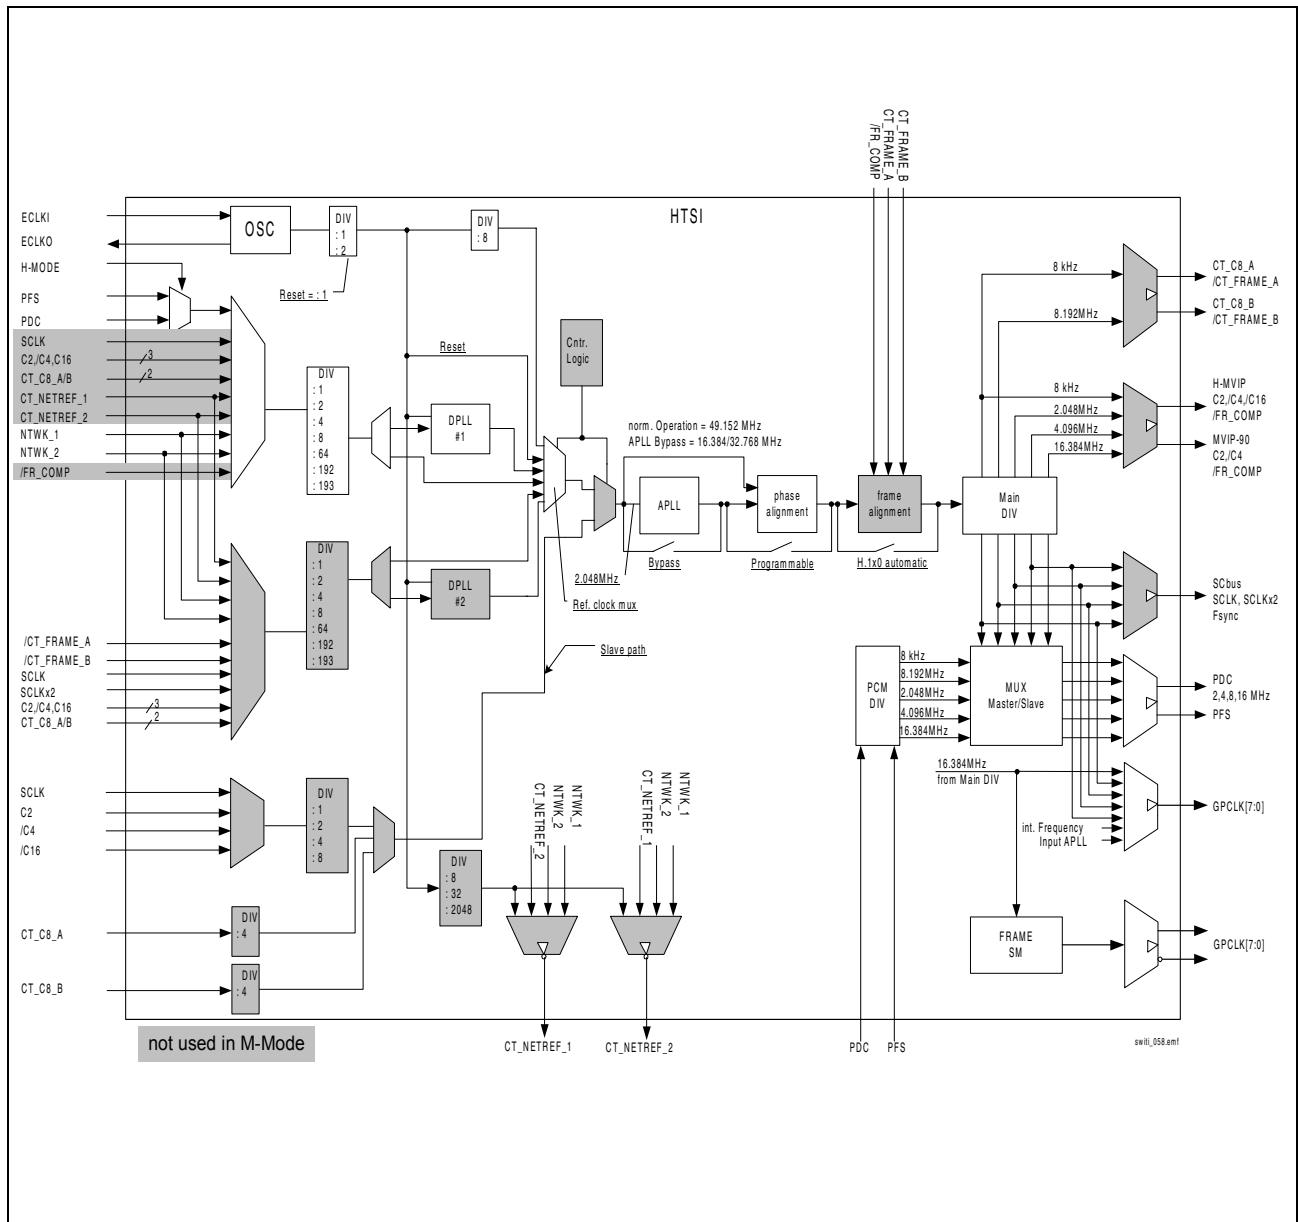 CT_FRAME_B
CT_FRAME_A
/FR_COMP
HTSI
ECLKI
ECLKO
H-MODE
PFS
PDC
SCLK
C2,/C4,C16
3
CT_C8_A/B
2
CT_NETREF_1
CT_NETREF_2
NTWK_1
NTWK_2
/FR_COMP
OSC
DIV
: 1
: 2
Reset = : 1
DIV
: 8
Reset
Cntr.
Logic
DIV
: 1
: 2
: 4
: 8
: 64
: 192
: 193
DPLL
#1
norm. Operation = 49.152 MHz
APLL Bypass = 16.384/32.768 MHz
APLL
Bypass
phase
alignment
Programmable
frame
alignment
H.1x0 automatic
Main
DIV
2.048MHz
Ref. clock mux
Slave path
8 kHz
8.192MHz
CT_C8_A
/CT_FRAME_A
CT_C8_B
/CT_FRAME_B
8 kHz
2.048MHz
4.096MHz
16.384MHz
H-MVIP
C2,/C4,/C16
/FR_COMP
MVIP-90
C2,/C4
/FR_COMP
DIV
: 1
: 2
: 4
: 8
: 64
: 192
: 193
DPLL
#2
/CT_FRAME_A
/CT_FRAME_B
SCLK
SCLKx2
C2,/C4,C16
3
CT_C8_A/B
2
SCbus
SCLK, SCLKx2
Fsync
PCM
DIV
8 kHz
8.192MHz
2.048MHz
4.096MHz
16.384MHz
MUX
Master/Slave
PDC
2,4,8,16 MHz
PFS
16.384MHz
from Main DIV
int. Frequency
Input APLL
GPCLK[7:0]
SCLK
C2
/C4
/C16
DIV
: 1
: 2
: 4
: 8
DIV
: 8
: 32
: 2048
NTWK_1
NTWK_2
CT_NETREF_2
NTWK_1
NTWK_2
CT_NETREF_1
CT_C8_A
DIV
: 4
CT_C8_B
DIV
: 4
FRAME
SM
GPCLK[7:0]
not used in M-Mode
CT_NETREF_1
CT_NETREF_2
PDC
PFS
switi_058.emf